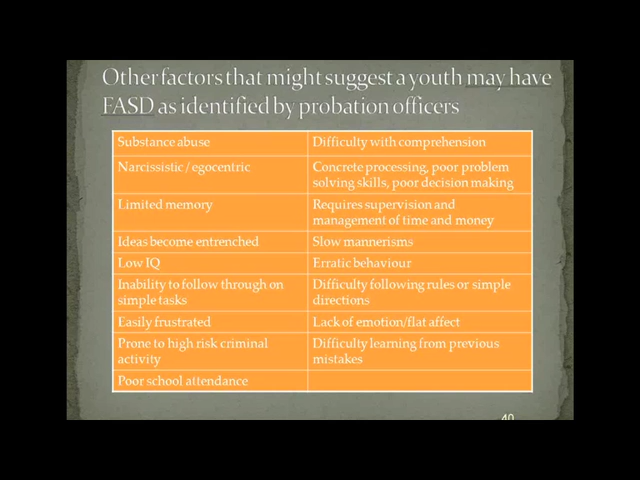 Other factors that might suggest a youth may have
FASD as identified by probation officers
Substance abuse
Difficulty with comprehension
Narcissistic / egocentric
Concrete processing, poor problem
solving skills, poor decision making
Limited memory
Requires supervision and
management of time and money
Ideas become entrenched
Slow mannerisms
Low IQ
Erratic behaviour
Inability to follow through on
simple tasks
Difficulty following rules or simple
directions
Easily frustrated
Lack of emotion/flat affect
Prone to high risk criminal
activity
Difficulty learning from previous
mistakes
Poor school attendance
40